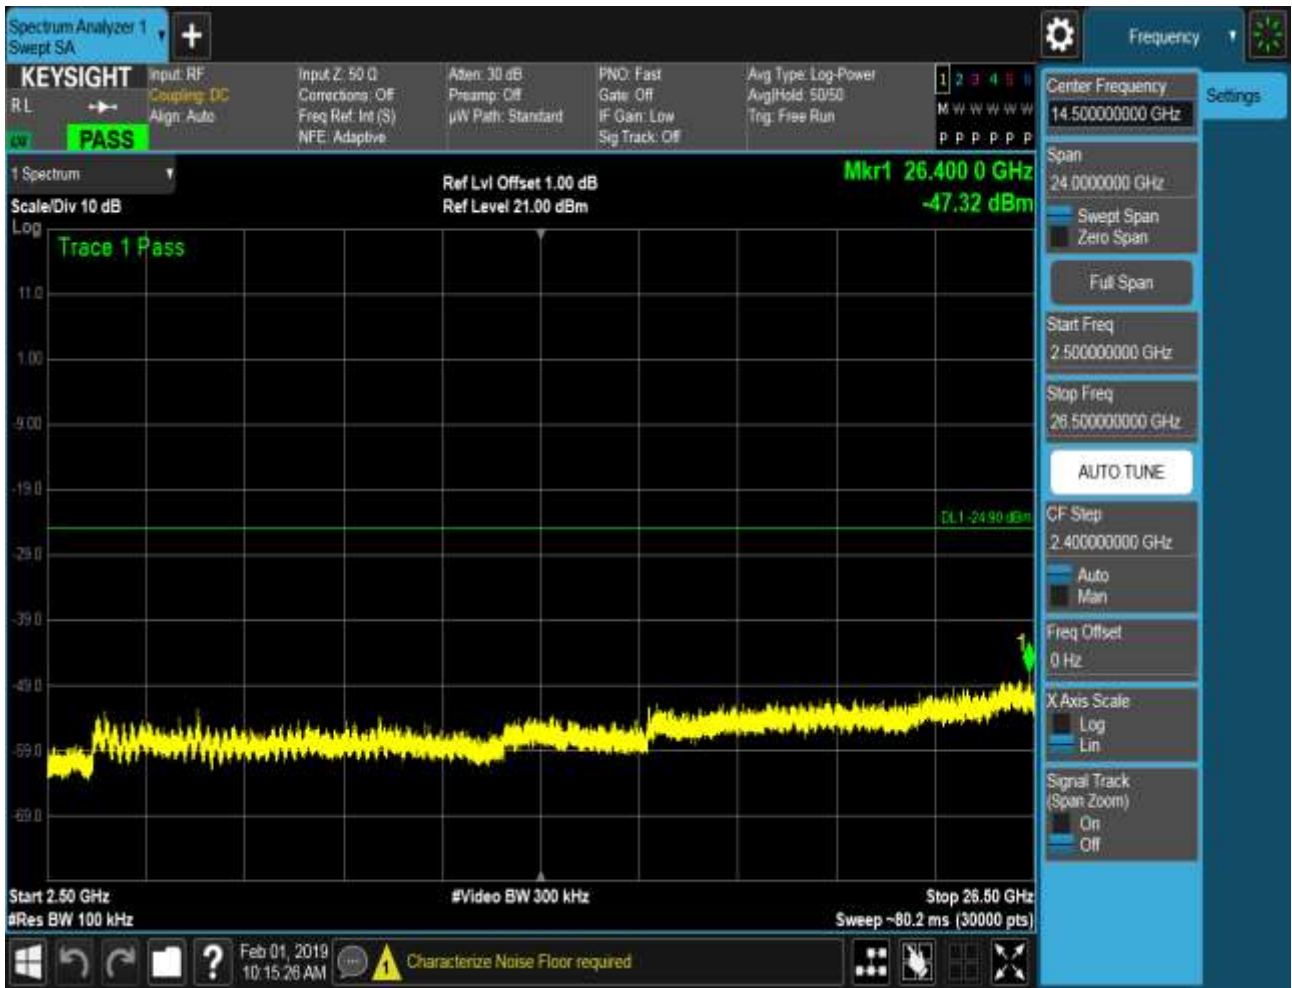 Spectrum Analyzer 1
Swept SA
Frequency
KEYSIGHT
R L
PASS
Input: RF
Coupling: DC
Align: Auto
Input Z: 50 Ω
Corrections: Off
Freq Ref: Int (S)
NFE: Adaptive
Atten: 30 dB
Preamp: Off
µW Path: Standard
PNO: Fast
Gate: Off
IF Gain: Low
Sig Track: Off
Avg Type: Log-Power
Avg|Hold: 50/50
Trig: Free Run
1 2 3 4 5 6
M W W W W W
P P P P P P
1 Spectrum
Scale/Div 10 dB
Log
Ref Lvl Offset 1.00 dB
Ref Level 21.00 dBm
Mkr1 26.400 0 GHz
-47.32 dBm
Trace 1 Pass
11.0
1.00
-9.00
-19.0
DL1 -24.90 dBm
-29.0
-39.0
1
-49.0
-59.0
-69.0
Start 2.50 GHz
#Res BW 100 kHz
#Video BW 300 kHz
Stop 26.50 GHz
Sweep ~80.2 ms (30000 pts)
Feb 01, 2019
10:15:26 AM
1
Characterize Noise Floor required
Center Frequency
14.500000000 GHz
Settings
Span
24.0000000 GHz
Swept Span
Zero Span
Full Span
Start Freq
2.500000000 GHz
Stop Freq
26.500000000 GHz
AUTO TUNE
CF Step
2.400000000 GHz
Auto
Man
Freq Offset
0 Hz
X Axis Scale
Log
Lin
Signal Track
(Span Zoom)
On
Off